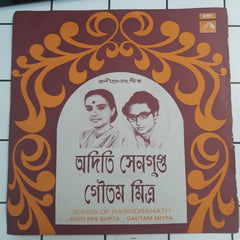 রবীন্দ্রসংগীত
অদিতি সেনগুপ্ত
গৌতম মিত্র
SONGS OF RABINDRANATH
ADITI SEN GUPTA GAUTAM MITRA